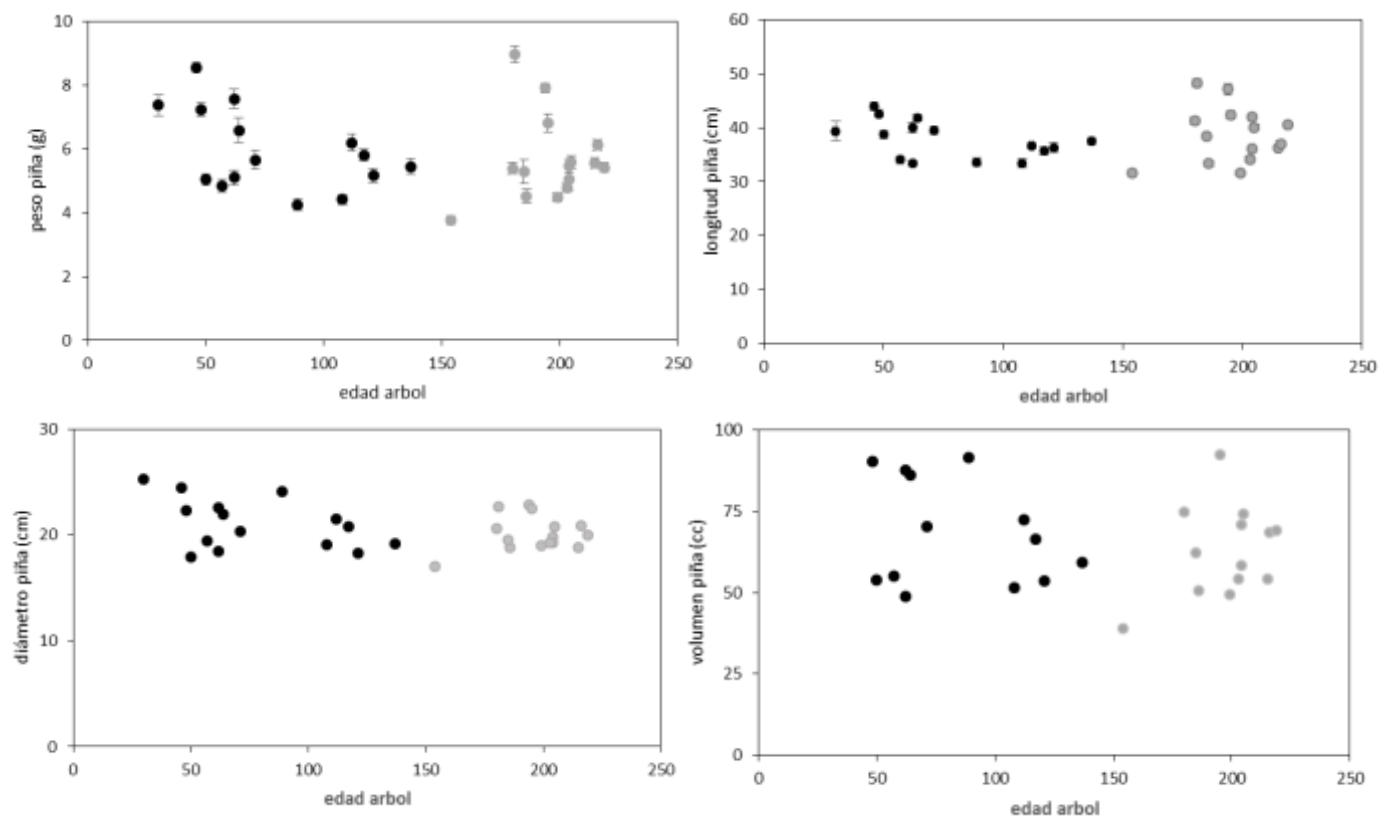 10
8
6
4
2
0
peso piña (g)
0 50 100 150 200 250
edad arbol
60
50
40
30
20
10
0
longitud piña (cm)
0 50 100 150 200 250
edad arbol
30
20
10
0
diámetro piña (cm)
0 50 100 150 200 250
edad arbol
100
75
50
25
0
volumen piña (cc)
0 50 100 150 200 250
edad arbol